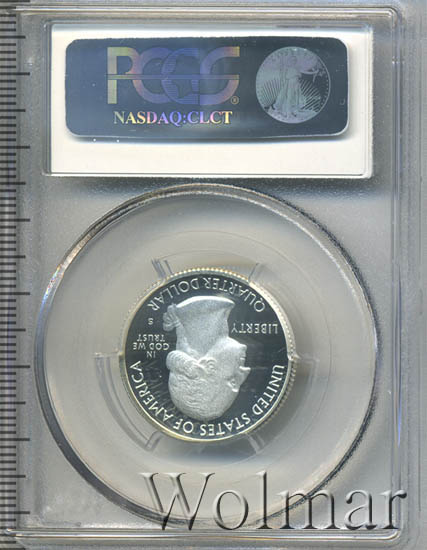 PCGS®
NASDAQ:CLCT
UNITED STATES OF AMERICA
LIBERTY
IN
GOD WE
TRUST
S
QUARTER DOLLAR
Wolmar